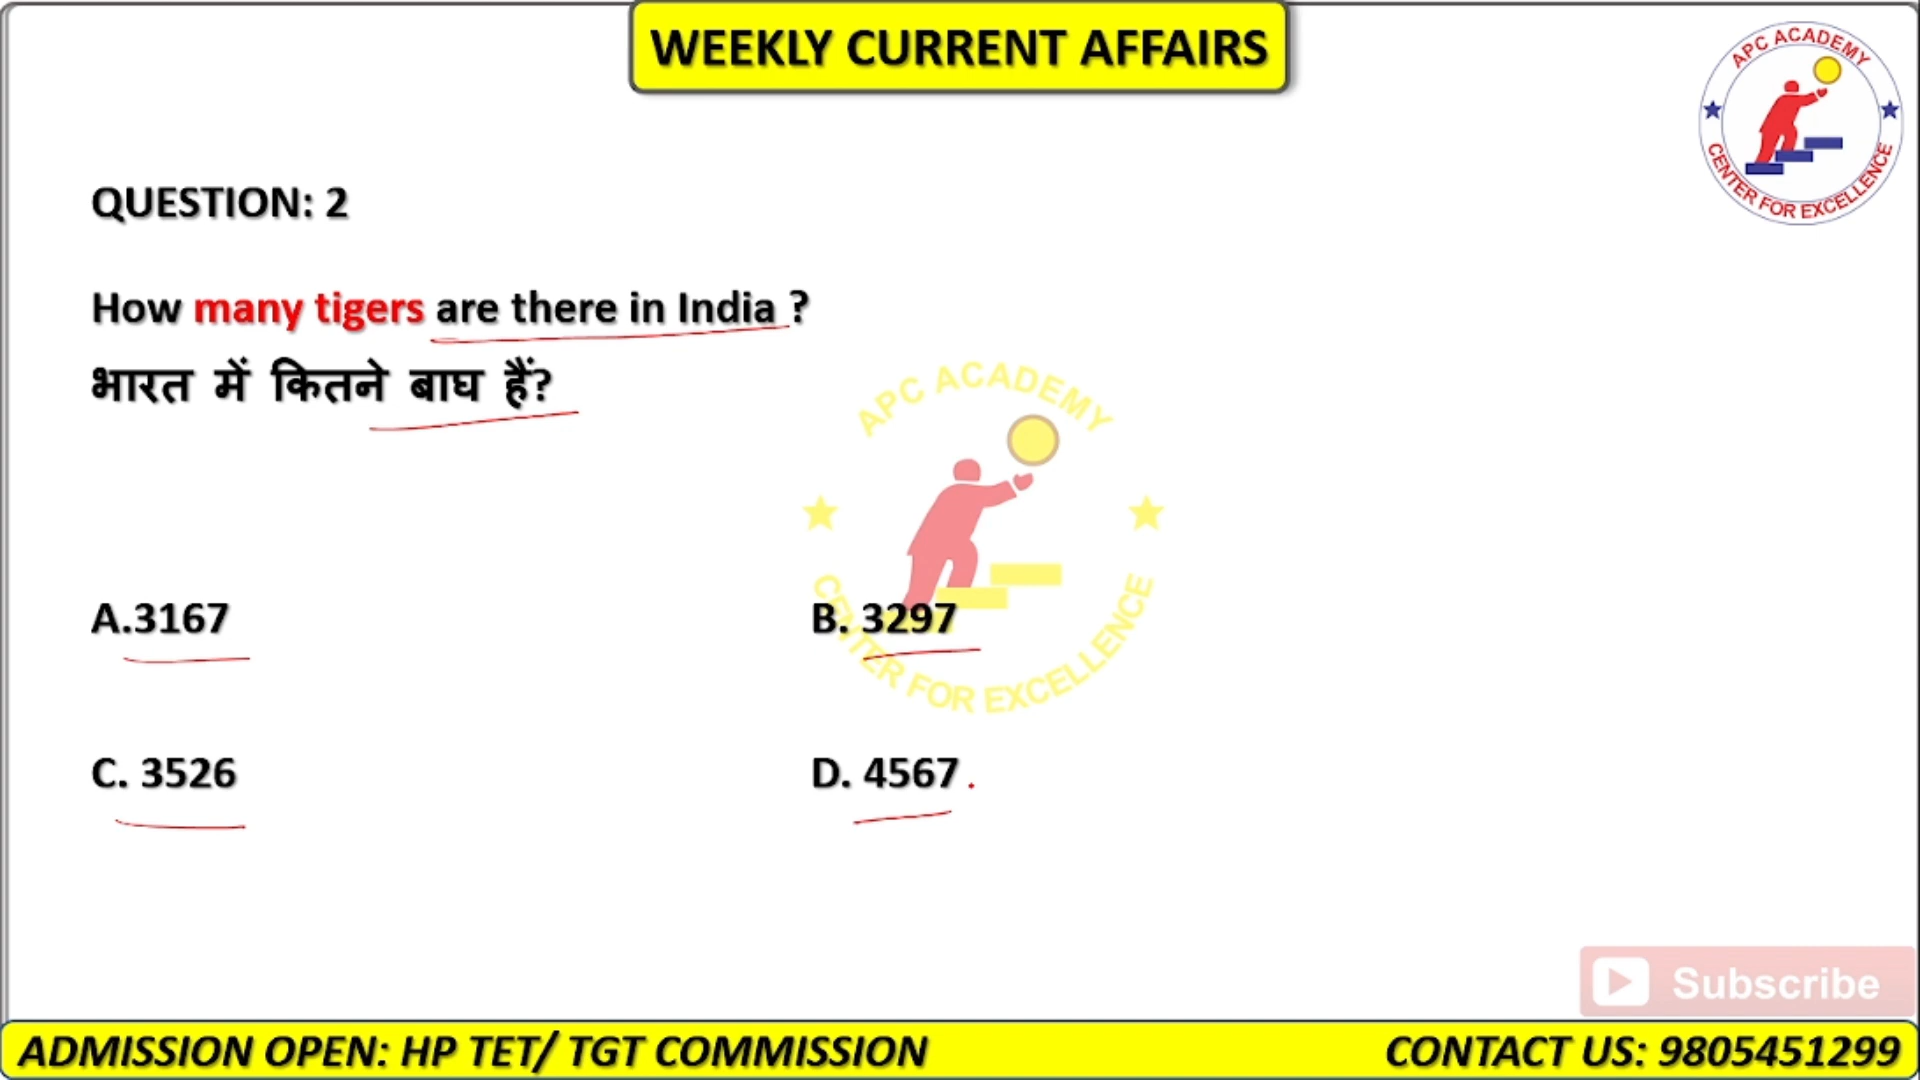 WEEKLY CURRENT AFFAIRS
APC ACADEMY
CENTER FOR EXCELLENCE
QUESTION: 2
How many tigers are there in India ?
भारत में कितने बाघ हैं?
APC ACADEMY
CENTER FOR EXCELLENCE
A.3167
B. 3297
C. 3526
D. 4567
Subscribe
ADMISSION OPEN: HP TET/ TGT COMMISSION
CONTACT US: 9805451299